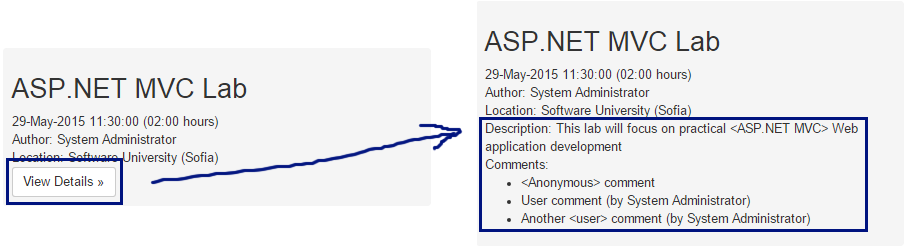 ASP.NET MVC Lab
29-May-2015 11:30:00 (02:00 hours)
Author: System Administrator
Location: Software University (Sofia)
View Details »
ASP.NET MVC Lab
29-May-2015 11:30:00 (02:00 hours)
Author: System Administrator
Location: Software University (Sofia)
Description: This lab will focus on practical <ASP.NET MVC> Web
application development
Comments:
• <Anonymous> comment
• User comment (by System Administrator)
• Another <user> comment (by System Administrator)